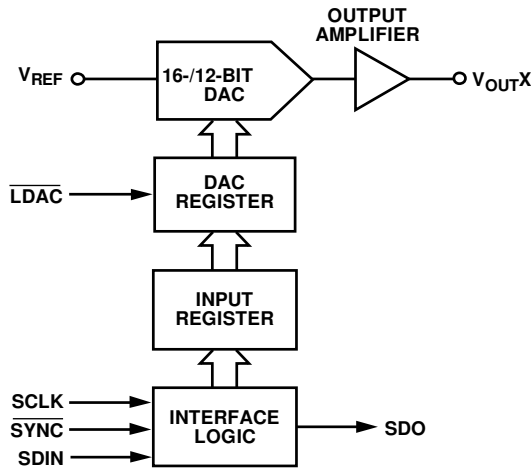 OUTPUT
AMPLIFIER
VREF
16-/12-BIT
DAC
VOUTX
LDAC
DAC
REGISTER
INPUT
REGISTER
SCLK
SYNC
SDIN
INTERFACE
LOGIC
SDO